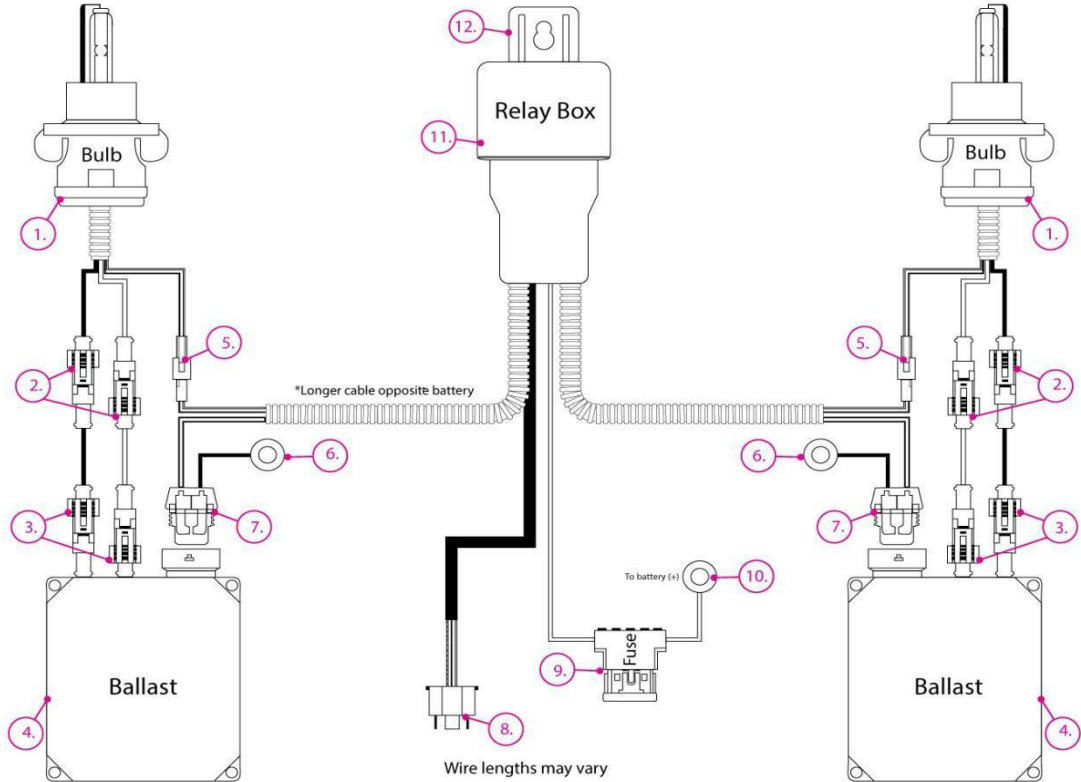 12.
Relay Box
11.
Bulb
Bulb
1.
1.
5.
5.
2.
2.
*Longer cable opposite battery
6.
6.
3.
7.
7.
3.
To battery (+)
10.
Fuse
9.
Ballast
Ballast
4.
8.
4.
Wire lengths may vary